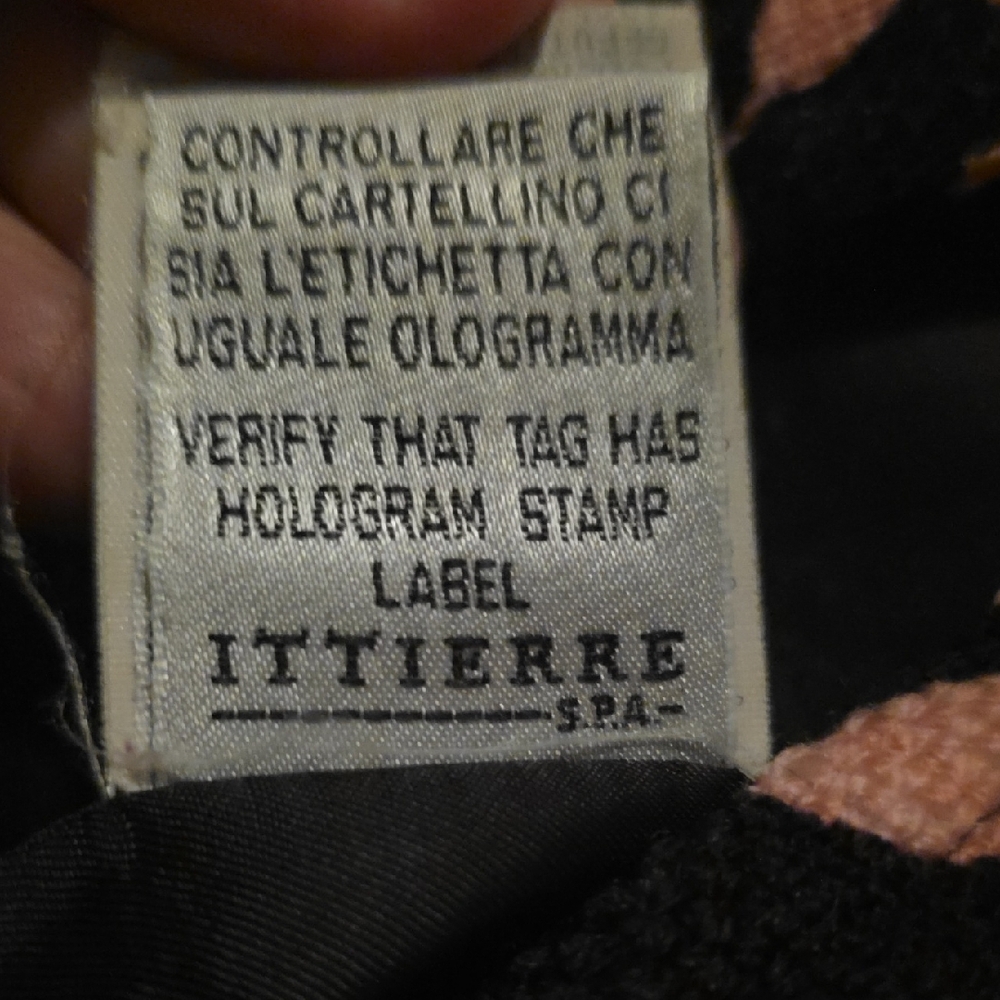 CONTROLLARE CHE
SUL CARTELLINO CI
SIA L'ETICHETTA CON
UGUALE OLOGRAMMA
VERIFY THAT TAG HAS
HOLOGRAM STAMP
LABEL
ITTIERRE
S.P.A.